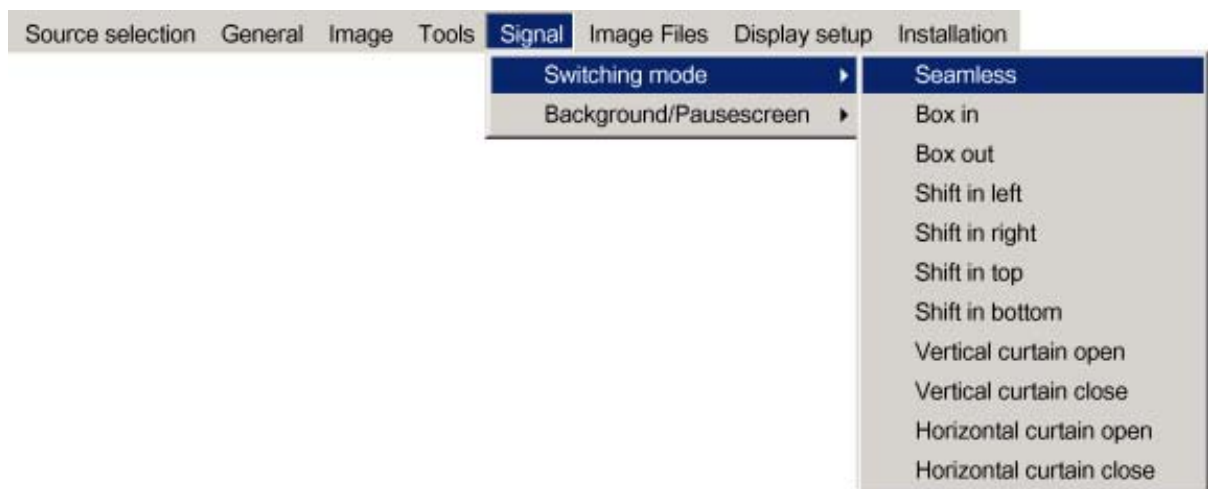 Source selection General Image Tools Signal Image Files Display setup Installation
Switching mode
Background/Pausescreen
Seamless
Box in
Box out
Shift in left
Shift in right
Shift in top
Shift in bottom
Vertical curtain open
Vertical curtain close
Horizontal curtain open
Horizontal curtain close